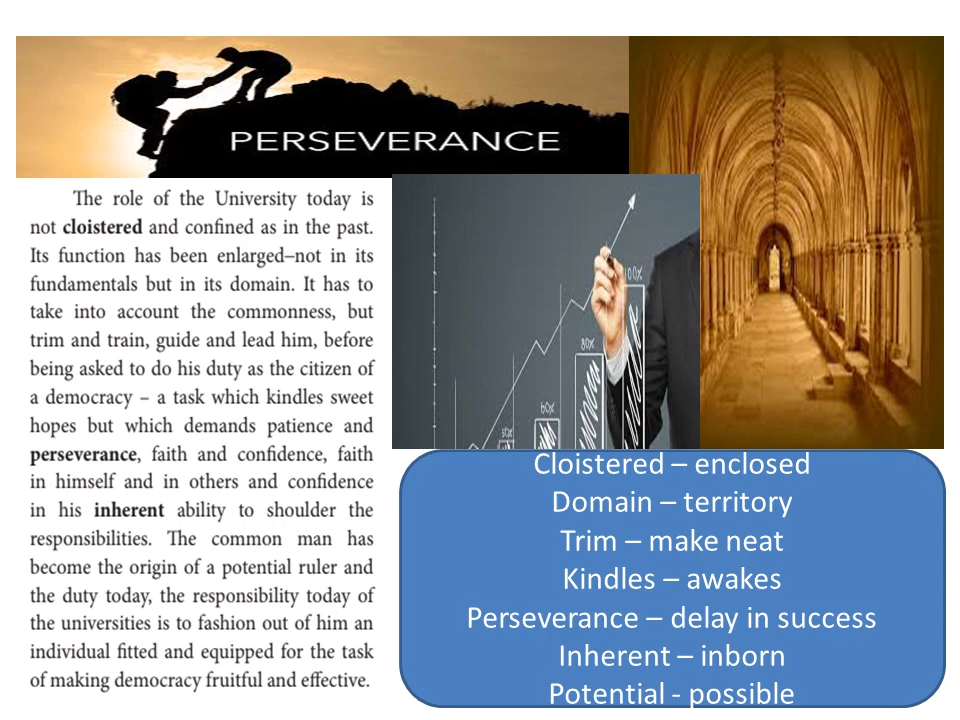 PERSEVERANCE
The role of the University today is
not cloistered and confined as in the past.
Its function has been enlarged–not in its
fundamentals but in its domain. It has to
take into account the commonness, but
trim and train, guide and lead him, before
being asked to do his duty as the citizen of
a democracy – a task which kindles sweet
hopes but which demands patience and
perseverance, faith and confidence, faith
in himself and in others and confidence
in his inherent ability to shoulder the
responsibilities. The common man has
become the origin of a potential ruler and
the duty today, the responsibility today of
the universities is to fashion out of him an
individual fitted and equipped for the task
of making democracy fruitful and effective.
100%
80%
60%
50%
Cloistered – enclosed
Domain – territory
Trim – make neat
Kindles – awakes
Perseverance – delay in success
Inherent – inborn
Potential - possible